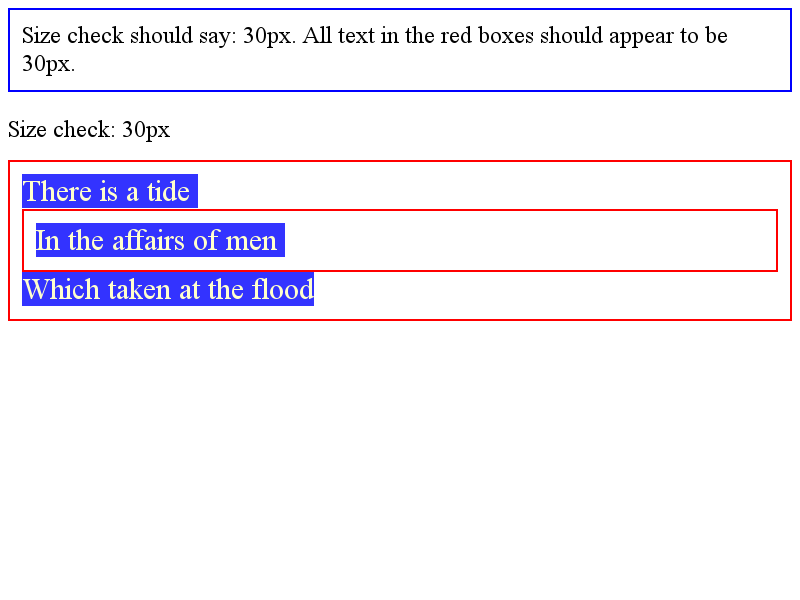 Size check should say: 30px. All text in the red boxes should appear to be
30px.
Size check: 30px
There is a tide
In the affairs of men
Which taken at the flood